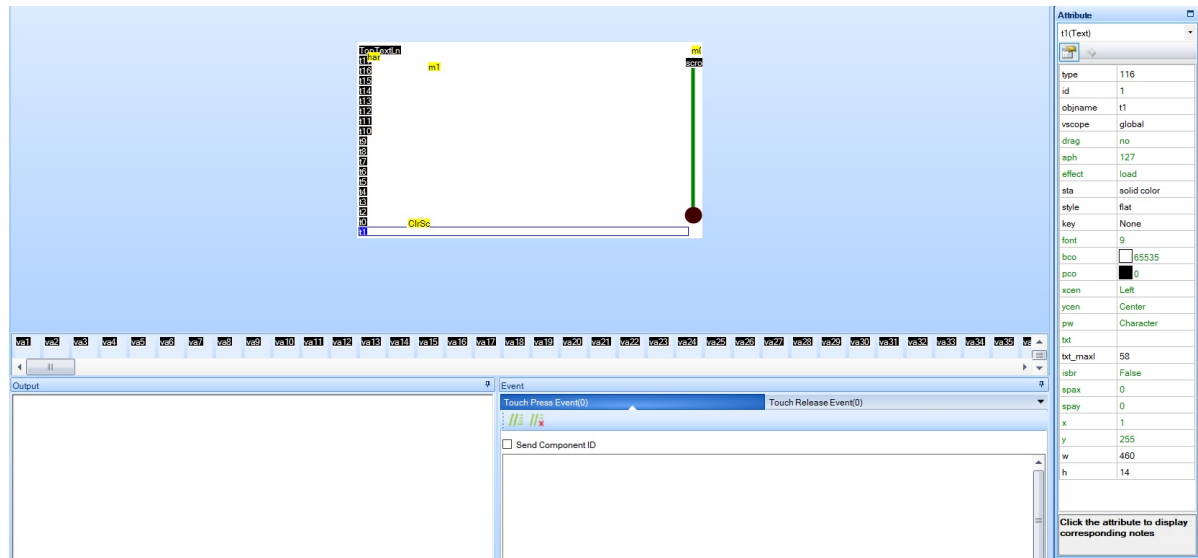 Attribute
t1(Text)
type 116
id 1
objname t1
vscope global
drag no
aph 127
effect load
sta solid color
style flat
key None
font 9
bco 65535
pco 0
xcen Left
ycen Center
pw Character
txt
txt_maxl 58
isbr False
spax 0
spay 0
x 1
y 255
w 460
h 14
Click the attribute to display
corresponding notes
TopTextLn
har
m1
scro
t16
t15
t14
t13
t12
t11
t10
t9
t8
t7
t6
t5
t4
t3
t2
t0
ClrSc
t1
va1 va2 va3 va4 va5 va6 va7 va8 va9 va10 va11 va12 va13 va14 va15 va16 va17 va18 va19 va20 va21 va22 va23 va24 va25 va26 va27 va28 va29 va30 va31 va32 va33 va34 va35
Output
Event
Touch Press Event(0) Touch Release Event(0)
Send Component ID